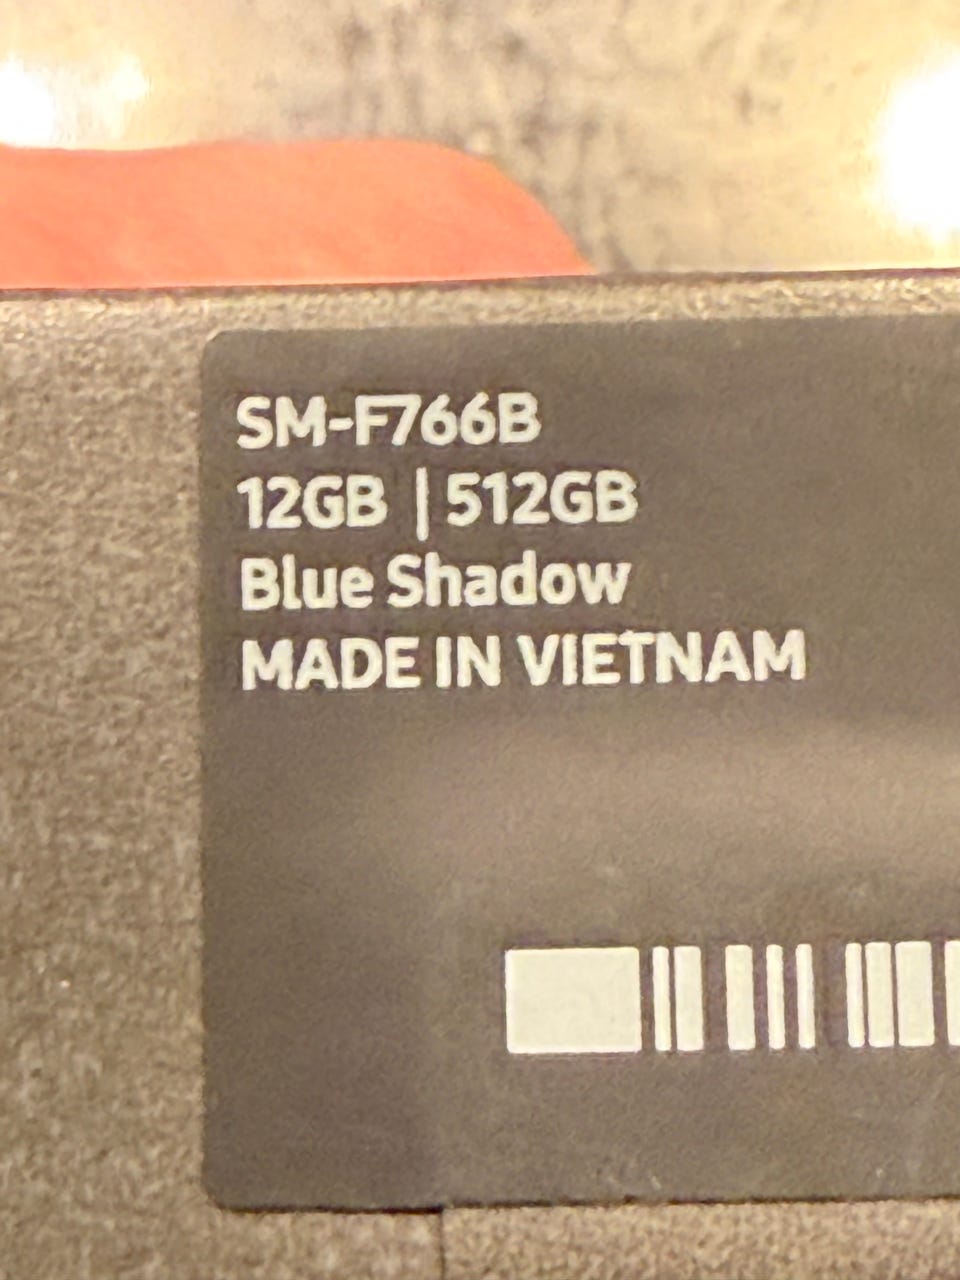 SM-F766B
12GB | 512GB
Blue Shadow
MADE IN VIETNAM